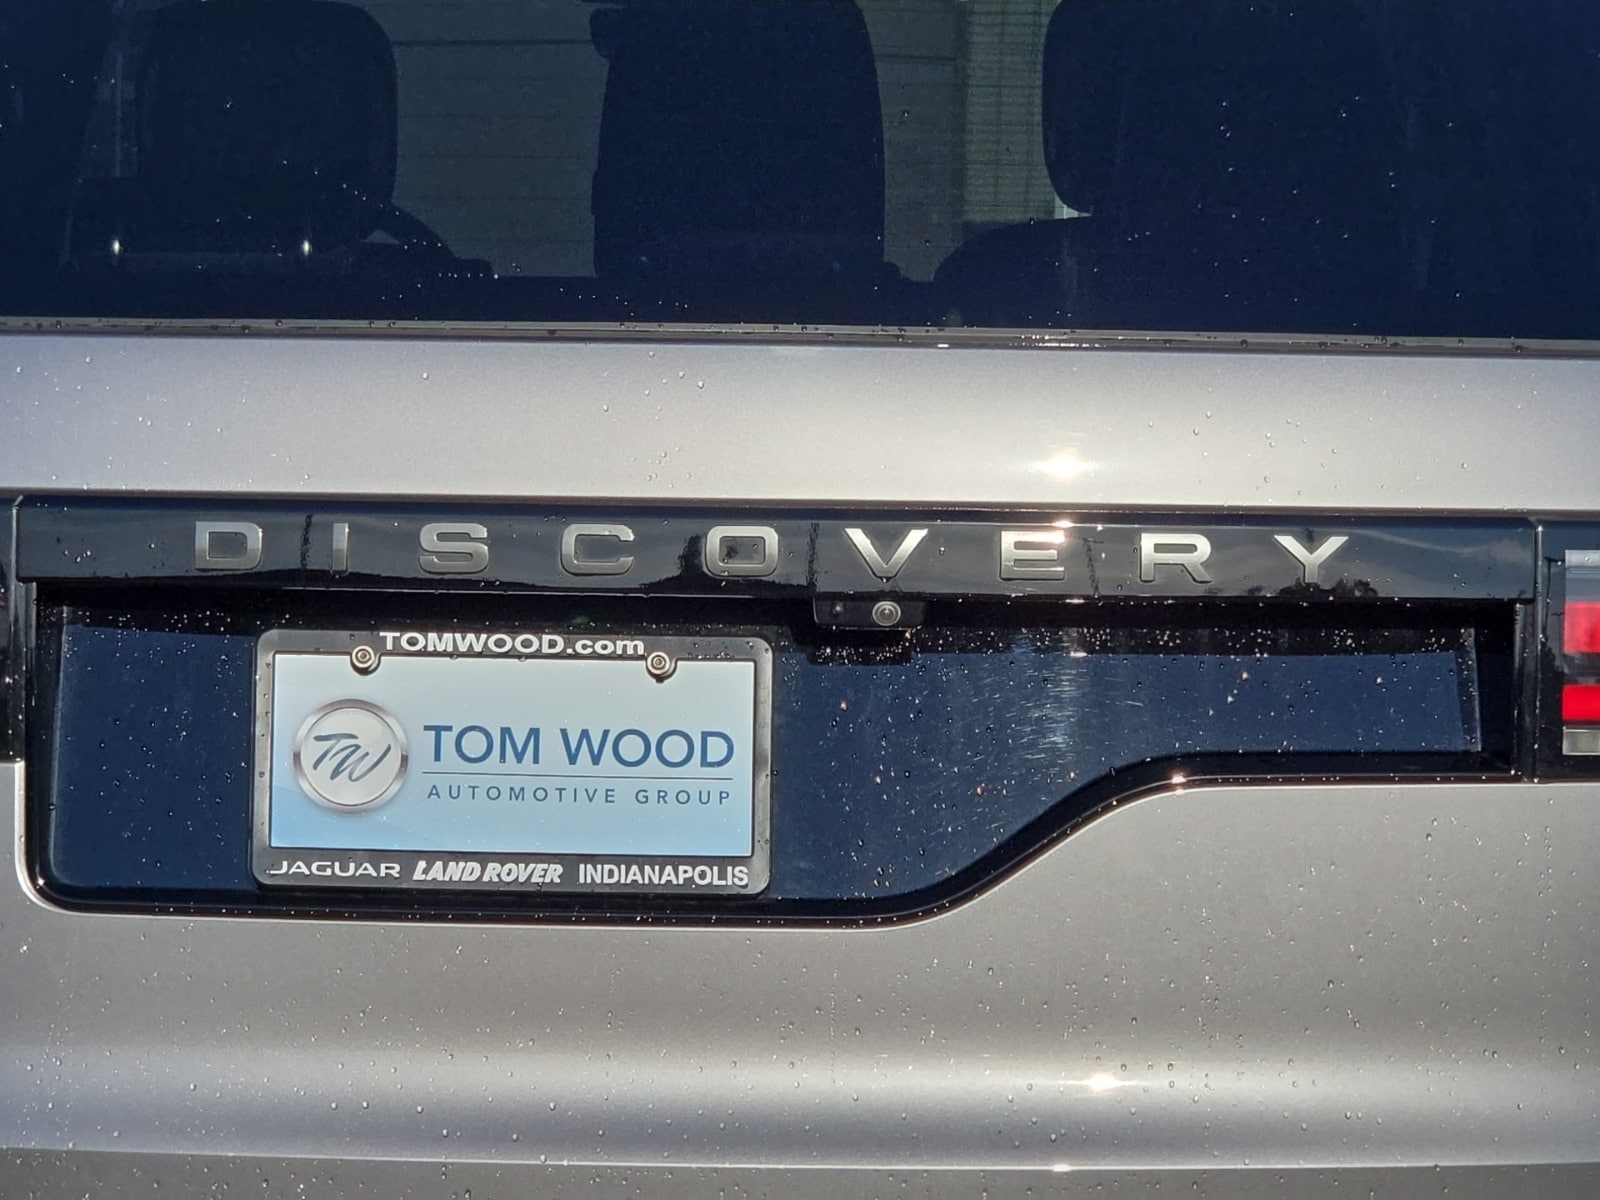 DISCOVERY
TOMWOOD.com
TW
TOM WOOD
AUTOMOTIVE GROUP
JAGUAR LAND ROVER INDIANAPOLIS